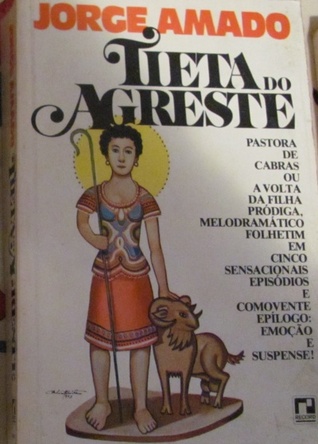 JORGE AMADO
TIETA DO
AGRESTE
PASTORA
DE
CABRAS
OU
A VOLTA
DA FILHA
PRÓDIGA,
MELODRAMÁTICO
FOLHETIM
EM
CINCO
SENSACIONAIS
EPISÓDIOS
E
COMOVENTE
EPÍLOGO:
EMOÇÃO
E
SUSPENSE!
RECORD